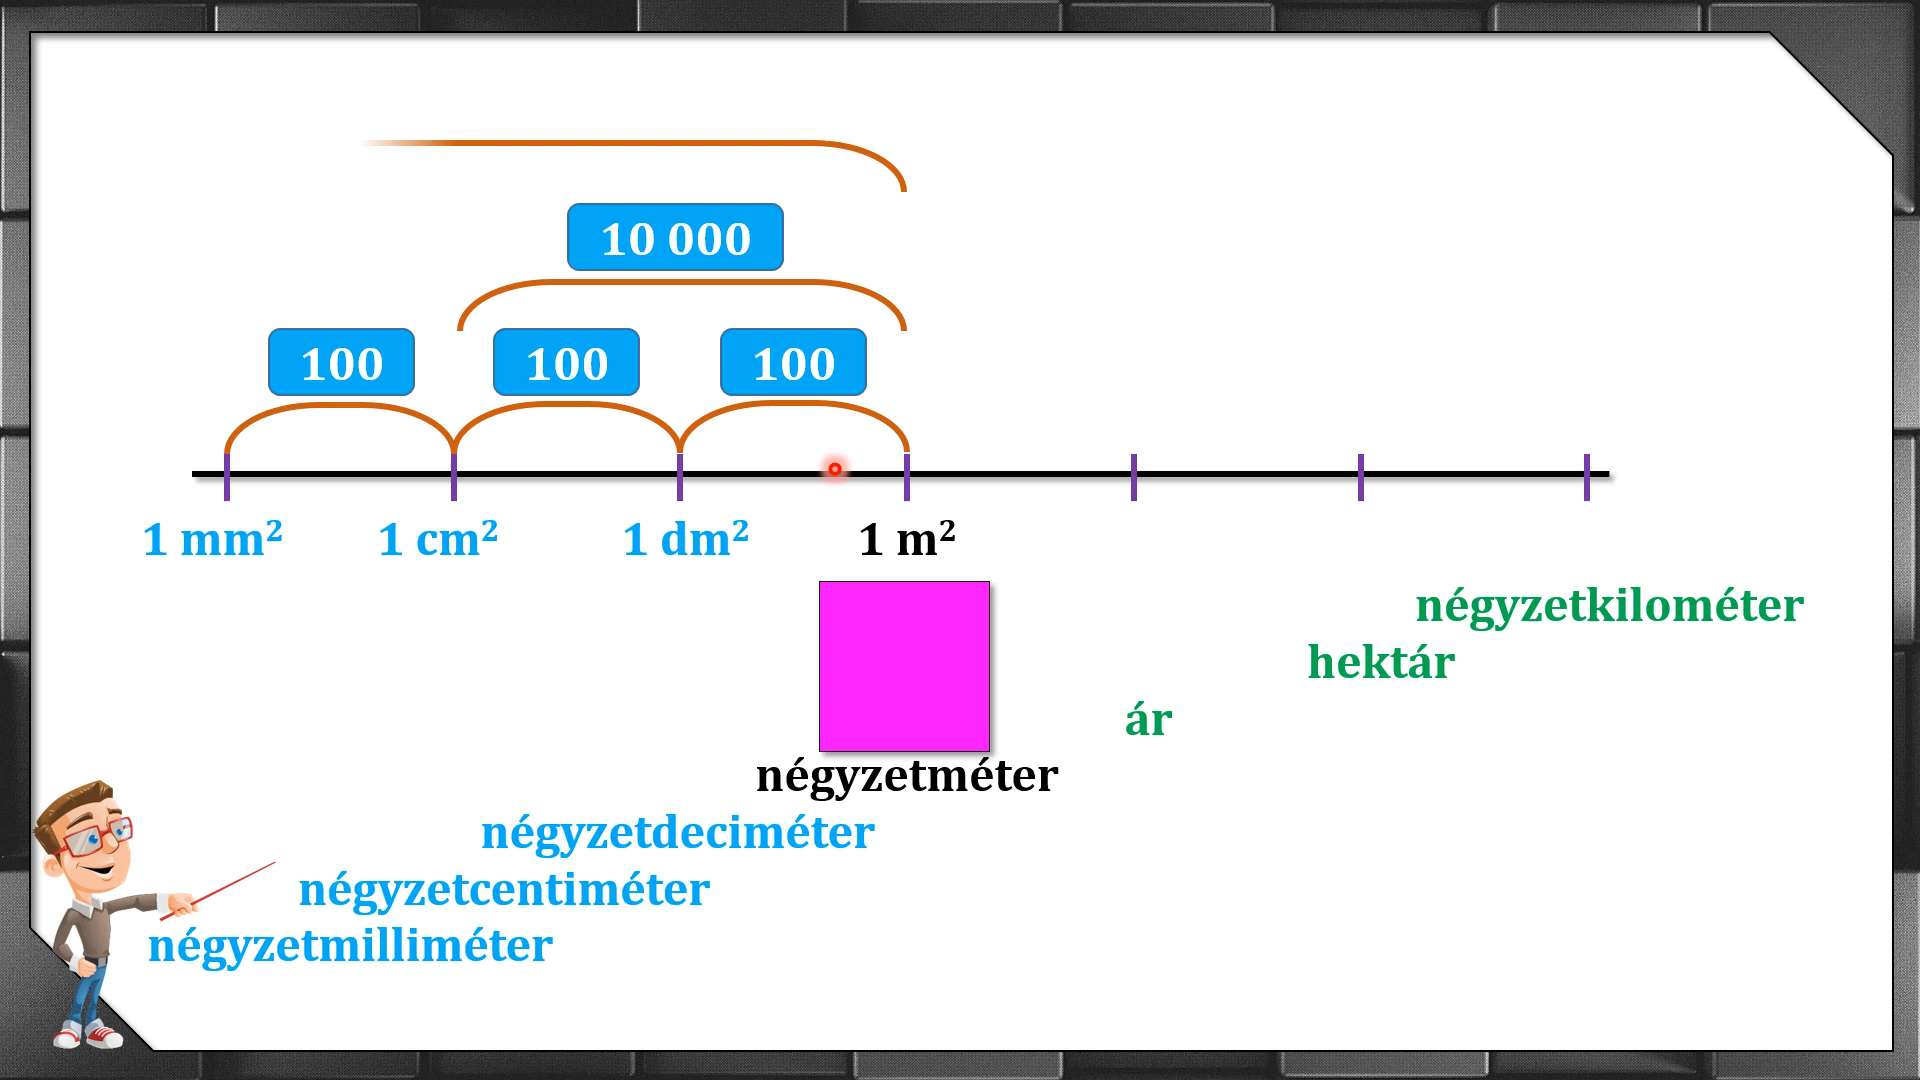 10 000
100 100 100
1 mm² 1 cm² 1 dm² 1 m²
négyzetkilométer
hektár
ár
négyzetméter
négyzetdeciméter
négyzetcentiméter
négyzetmilliméter